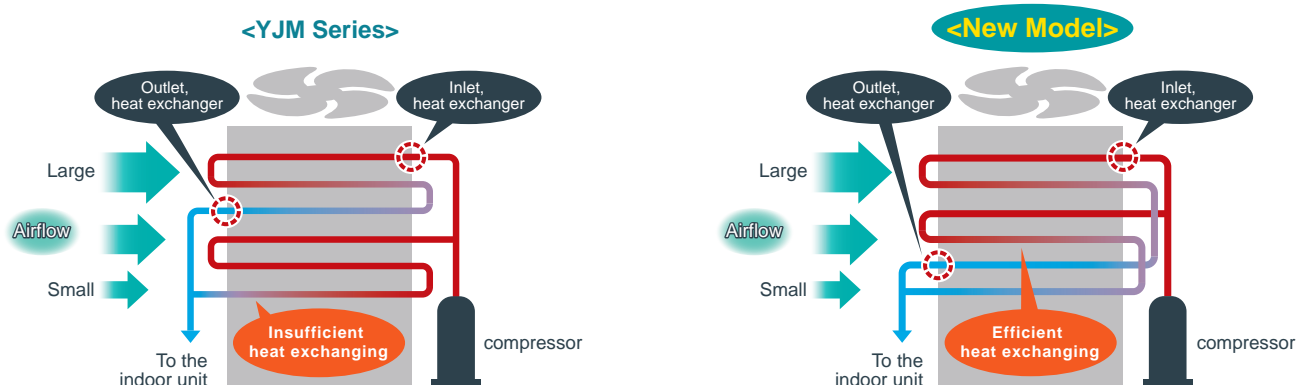 <YJM Series>
Outlet,
heat exchanger
Inlet,
heat exchanger
Large
Airflow
Small
Insufficient
heat exchanging
compressor
To the
indoor unit
<New Model>
Outlet,
heat exchanger
Inlet,
heat exchanger
Large
Airflow
Small
Efficient
heat exchanging
compressor
To the
indoor unit